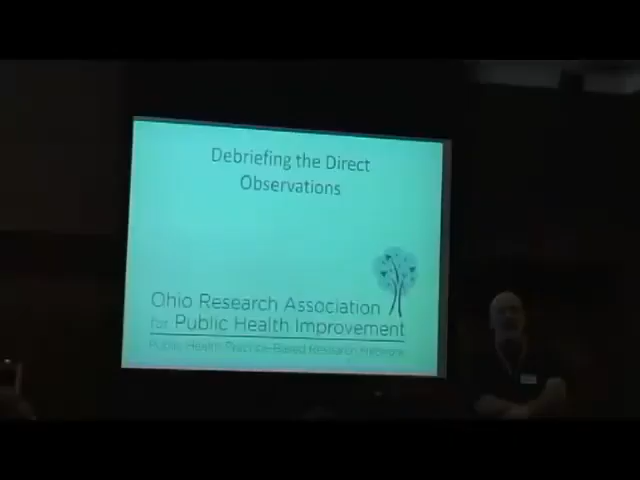 Debriefing the Direct
Observations
Ohio Research Association
for Public Health Improvement
Public Health Practice-Based Research Network